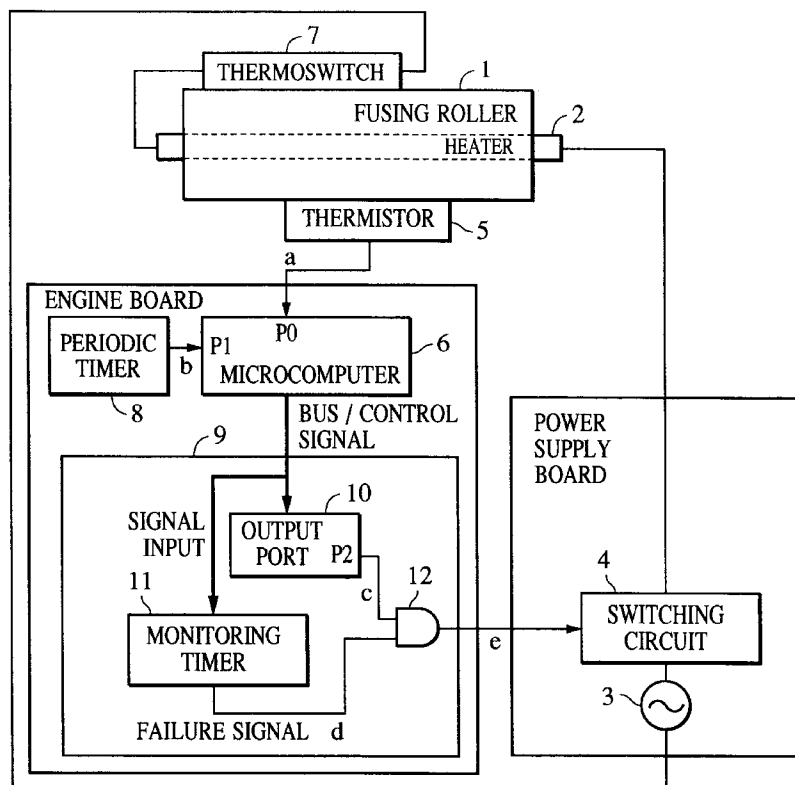 7
THERMOSWITCH
1
FUSING ROLLER
2
HEATER
THERMISTOR
5
a
ENGINE BOARD
PERIODIC
TIMER
8
b
P1
P0
MICROCOMPUTER
6
BUS / CONTROL
SIGNAL
9
SIGNAL
INPUT
10
OUTPUT
PORT
P2
c
12
11
MONITORING
TIMER
FAILURE SIGNAL
d
e
POWER
SUPPLY
BOARD
4
SWITCHING
CIRCUIT
3